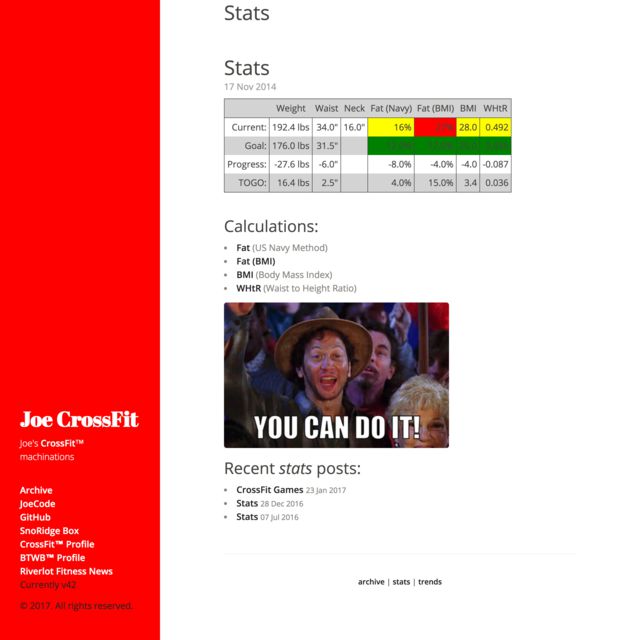 Stats
Stats
17 Nov 2014
Weight Waist Neck Fat (Navy) Fat (BMI) BMI WHtR
Current: 192.4 lbs 34.0" 16.0" 16% 28.0 0.492
Goal: 176.0 lbs 31.5"
Progress: -27.6 lbs -6.0" -8.0% -4.0% -4.0 -0.087
TOGO: 16.4 lbs 2.5" 4.0% 15.0% 3.4 0.036
Calculations:
Fat (US Navy Method)
Fat (BMI)
BMI (Body Mass Index)
WHtR (Waist to Height Ratio)
YOU CAN DO IT!
Recent stats posts:
CrossFit Games 23 Jan 2017
Stats 28 Dec 2016
Stats 07 Jul 2016
archive | stats | trends
Joe CrossFit
Joe's CrossFit™
machinations
Archive
JoeCode
GitHub
SnoRidge Box
CrossFit™ Profile
BTWB™ Profile
Riverlot Fitness News
Currently v42
© 2017. All rights reserved.